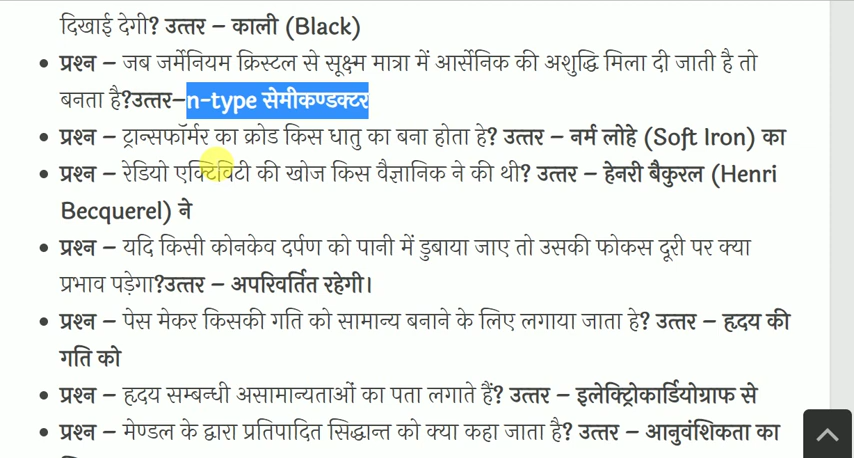 दिखाई देगी? उत्तर – काली (Black)
प्रश्न – जब जर्मेनियम क्रिस्टल से सूक्ष्म मात्रा में आर्सेनिक की अशुद्धि मिला दी जाती है तो
बनता है?उत्तर–n-type सेमीकण्डक्टर
प्रश्न – ट्रान्सफॉर्मर का क्रोड किस धातु का बना होता हे? उत्तर – नर्म लोहे (Soft Iron) का
प्रश्न – रेडियो एक्टिविटी की खोज किस वैज्ञानिक ने की थी? उत्तर – हेनरी बैकुरल (Henri
Becquerel) ने
प्रश्न – यदि किसी कोनकेव दर्पण को पानी में डुबाया जाए तो उसकी फोकस दूरी पर क्या
प्रभाव पड़ेगा?उत्तर – अपरिवर्तित रहेगी।
प्रश्न – पेस मेकर किसकी गति को सामान्य बनाने के लिए लगाया जाता हे? उत्तर – हृदय की
गति को
प्रश्न – हृदय सम्बन्धी असामान्यताओं का पता लगाते हैं? उत्तर – इलेक्ट्रिोकार्डियोग्राफ से
प्रश्न – मेण्डल के द्वारा प्रतिपादित सिद्धान्त को क्या कहा जाता है? उत्तर – आनुवंशिकता का